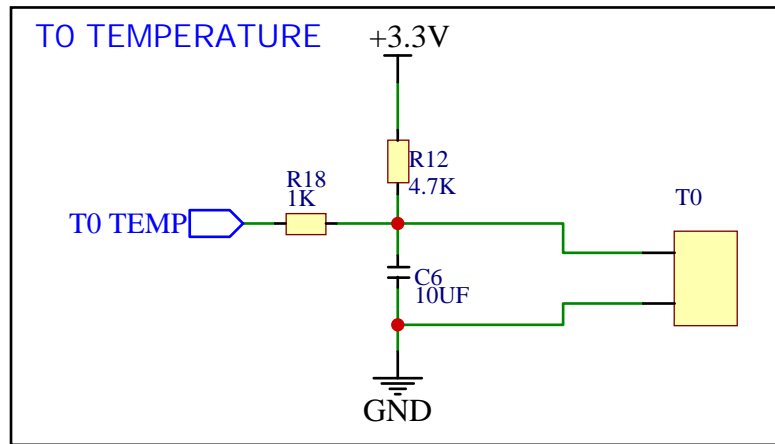 T0 TEMPERATURE
+3.3V
R12
4.7K
R18
1K
T0
T0 TEMP
C6
10UF
GND